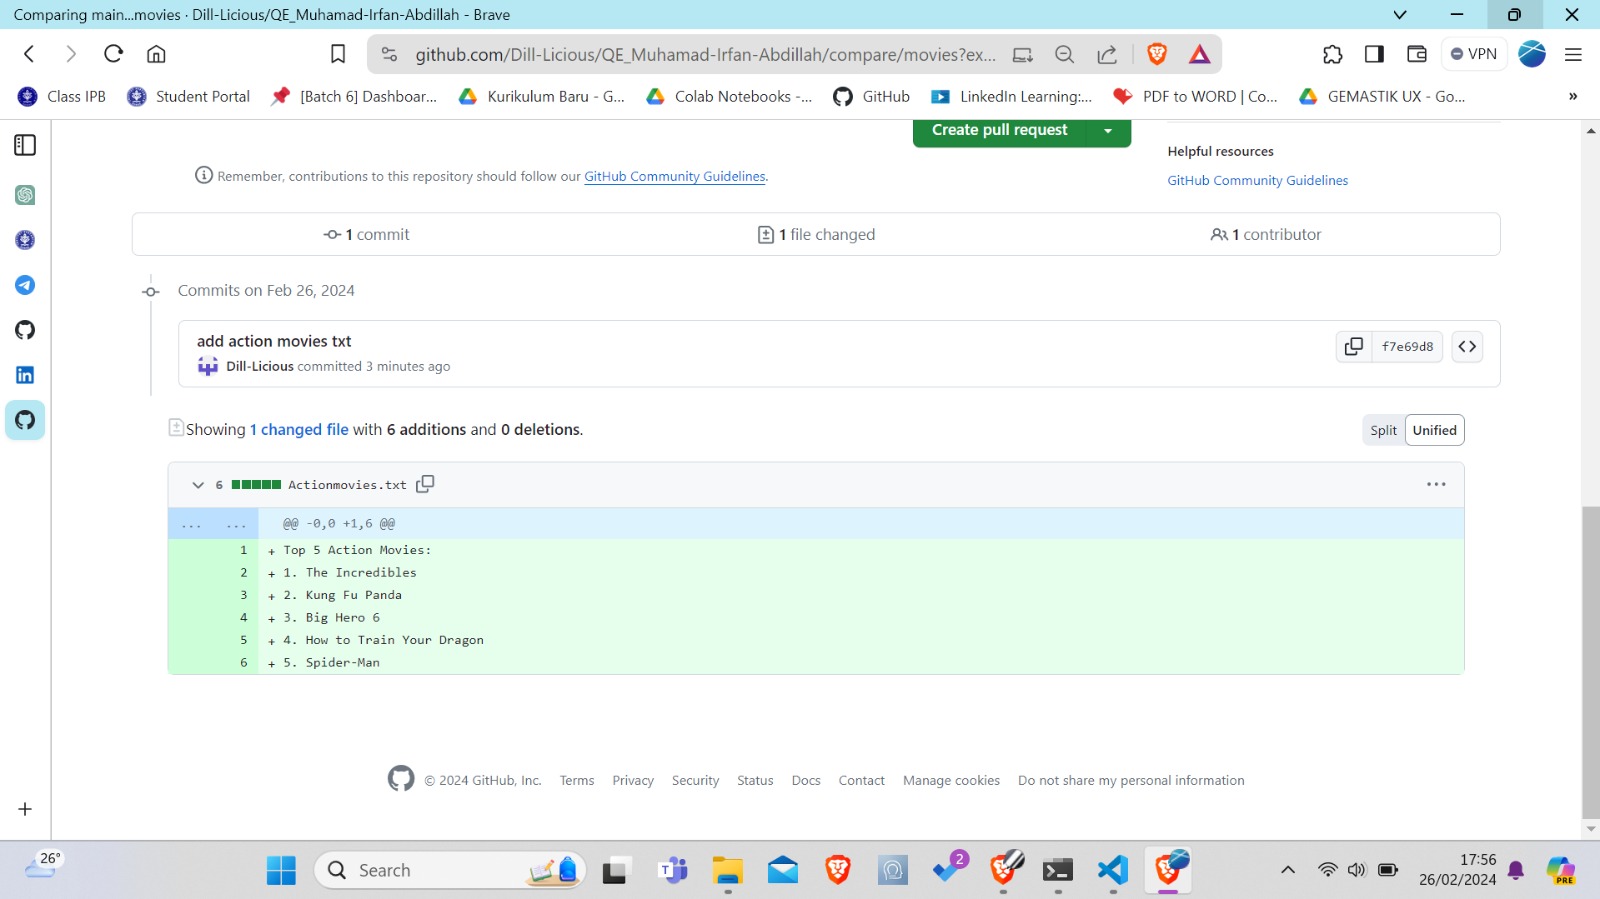 Comparing main...movies · Dill-Licious/QE_Muhamad-Irfan-Abdillah - Brave
github.com/Dill-Licious/QE_Muhamad-Irfan-Abdillah/compare/movies?ex...
VPN
Class IPB
Student Portal
[Batch 6] Dashboar...
Kurikulum Baru - G...
Colab Notebooks -...
GitHub
LinkedIn Learning:...
PDF to WORD | Co...
GEMASTIK UX - Go...
»
Create pull request
Helpful resources
Remember, contributions to this repository should follow our GitHub Community Guidelines.
GitHub Community Guidelines
1 commit
1 file changed
1 contributor
Commits on Feb 26, 2024
add action movies txt
Dill-Licious committed 3 minutes ago
f7e69d8
Showing 1 changed file with 6 additions and 0 deletions.
Split
Unified
6
Actionmovies.txt
... ... @@ -0,0 +1,6 @@
1 + Top 5 Action Movies:
2 + 1. The Incredibles
3 + 2. Kung Fu Panda
4 + 3. Big Hero 6
5 + 4. How to Train Your Dragon
6 + 5. Spider-Man
© 2024 GitHub, Inc.
Terms
Privacy
Security
Status
Docs
Contact
Manage cookies
Do not share my personal information
26°
Search
2
17:56
26/02/2024
PRE